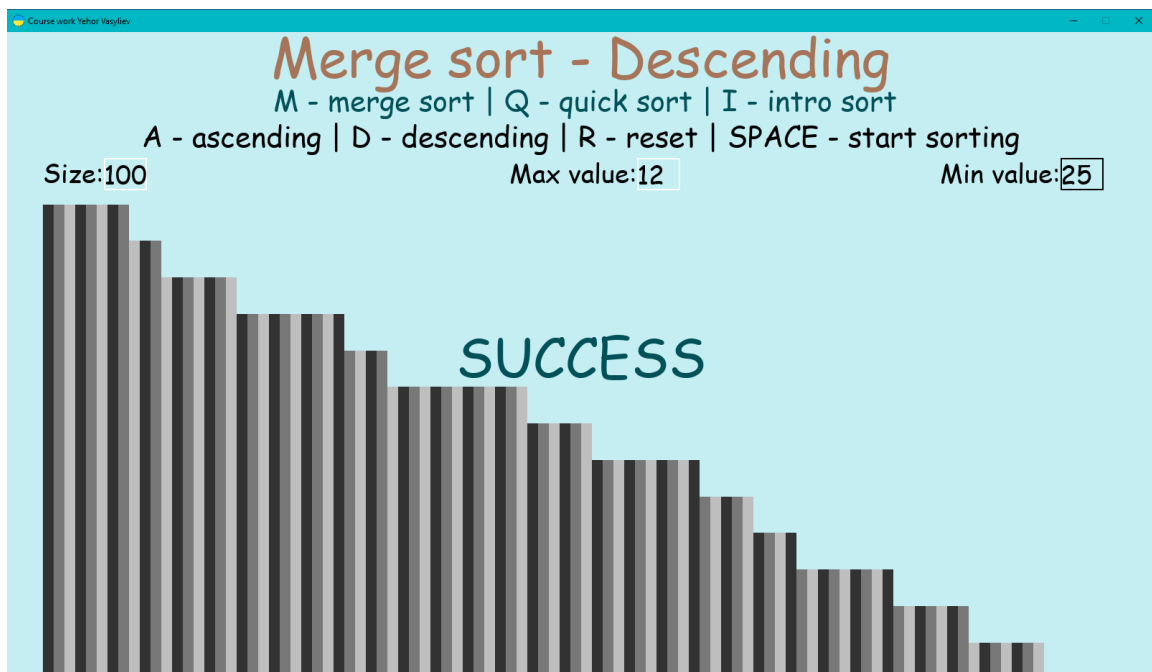 Course work Yehor Vasyliev
Merge sort - Descending
M - merge sort | Q - quick sort | I - intro sort
A - ascending | D - descending | R - reset | SPACE - start sorting
Size:100 Max value:12 Min value:25
SUCCESS